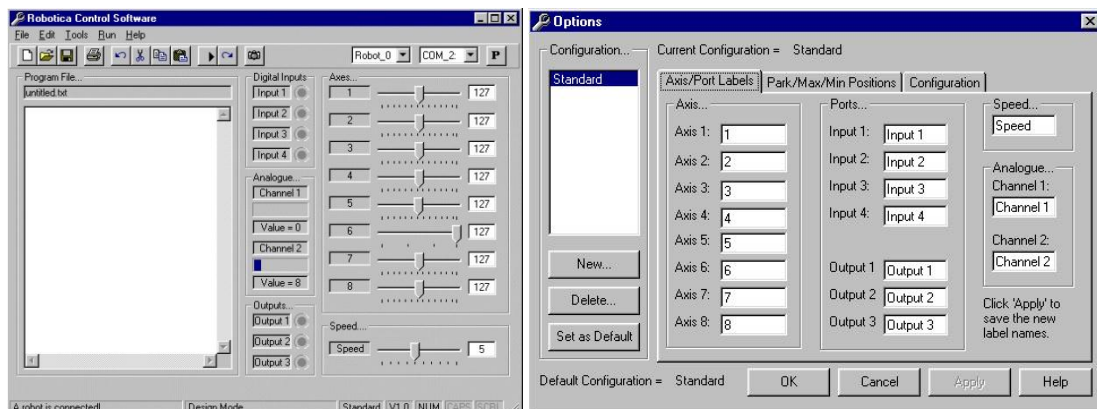 Robotica Control Software
File Edit Tools Run Help
Robot_0 COM_2: P
Program File...
untitled.txt
Digital Inputs
Input 1
Input 2
Input 3
Input 4
Analogue...
Channel 1
Value = 0
Channel 2
Value = 8
Outputs...
Output 1
Output 2
Output 3
Axes...
1 127
2 127
3 127
4 127
5 127
6 127
7 127
8 127
Speed....
Speed 5
A robot is connected! Design Mode Standard V1.0 NUM CAPS SCRL
Options
Configuration...
Standard
New...
Delete...
Set as Default
Current Configuration = Standard
Axis/Port Labels Park/Max/Min Positions Configuration
Axis...
Axis 1: 1
Axis 2: 2
Axis 3: 3
Axis 4: 4
Axis 5: 5
Axis 6: 6
Axis 7: 7
Axis 8: 8
Ports...
Input 1: Input 1
Input 2: Input 2
Input 3: Input 3
Input 4: Input 4
Output 1 Output 1
Output 2 Output 2
Output 3 Output 3
Speed...
Speed
Analogue...
Channel 1:
Channel 1
Channel 2:
Channel 2
Click 'Apply' to
save the new
label names.
Default Configuration = Standard OK Cancel Apply Help